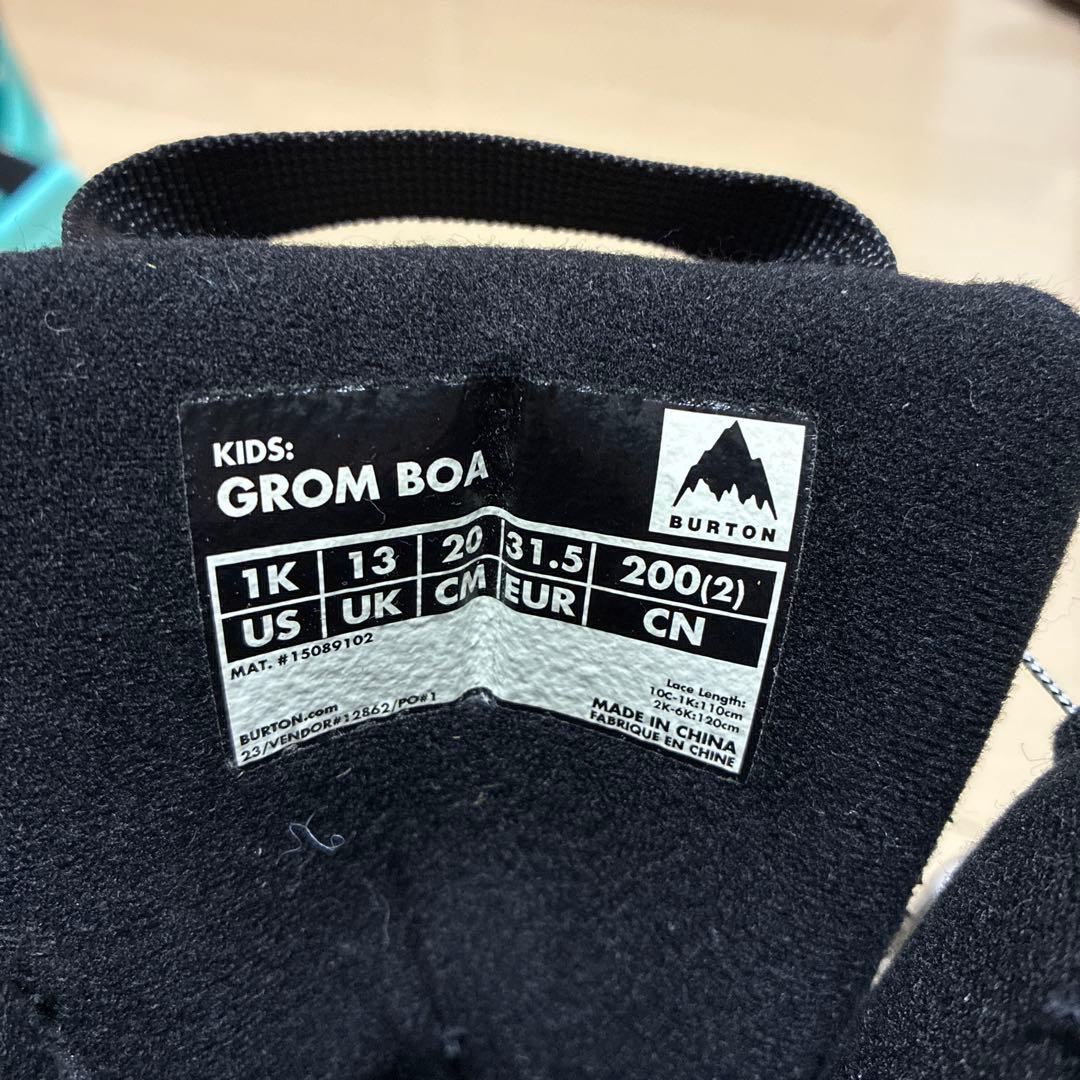 KIDS:
GROM BOA
BURTON
1K 13 20 31.5 200(2)
US UK CM EUR CN
MAT. #15089102
BURTON.com
23/VENDOR#12862/PO#1
Lace Length:
10C-1K:110cm
2K-6K:120cm
MADE IN CHINA
FABRIQUE EN CHINE